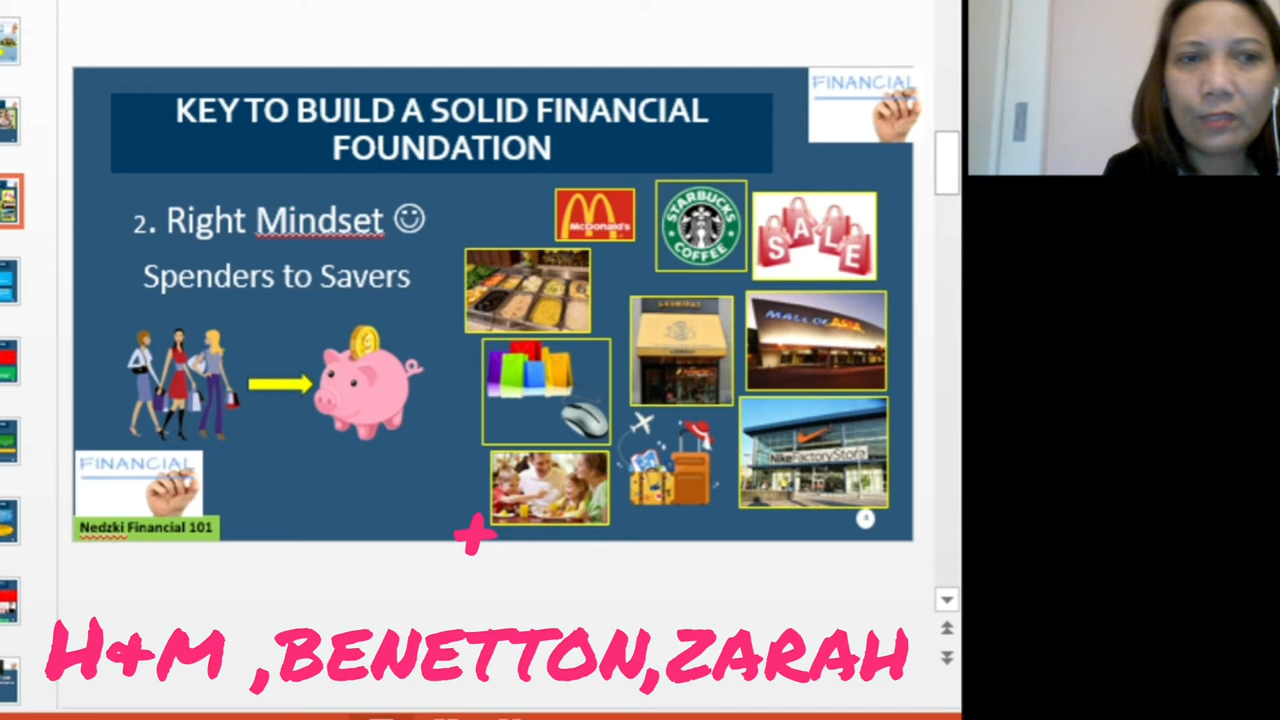 FINANCIAL
KEY TO BUILD A SOLID FINANCIAL
FOUNDATION
2. Right Mindset ☺
Spenders to Savers
McDonald's
STARBUCKS
COFFEE
SALE
MALL OF ASIA
Nike Factory Store
FINANCIAL
Nedzki Financial 101
4
+
H&M ,BENETTON,ZARAH